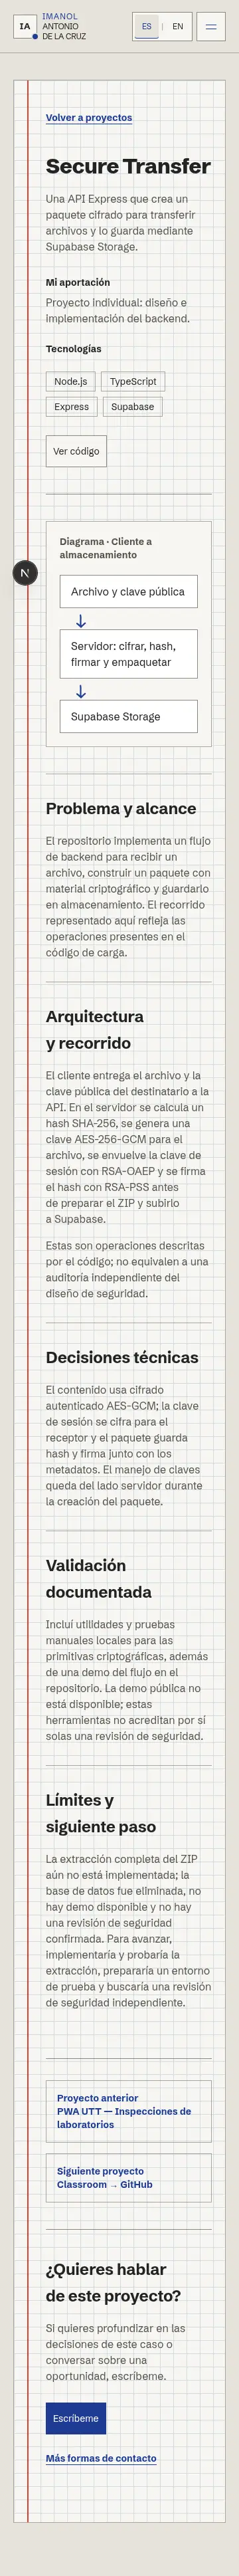 IA
IMANOL
ANTONIO
DE LA CRUZ
ES | EN
Volver a proyectos
Secure Transfer
Una API Express que crea un
paquete cifrado para transferir
archivos y lo guarda mediante
Supabase Storage.
Mi aportación
Proyecto individual: diseño e
implementación del backend.
Tecnologías
Node.js
TypeScript
Express
Supabase
Ver código
N
Diagrama · Cliente a
almacenamiento
Archivo y clave pública
↓
Servidor: cifrar, hash,
firmar y empaquetar
↓
Supabase Storage
Problema y alcance
El repositorio implementa un flujo
de backend para recibir un
archivo, construir un paquete con
material criptográfico y guardarlo
en almacenamiento. El recorrido
representado aquí refleja las
operaciones presentes en el
código de carga.
Arquitectura
y recorrido
El cliente entrega el archivo y la
clave pública del destinatario a la
API. En el servidor se calcula un
hash SHA-256, se genera una
clave AES-256-GCM para el
archivo, se envuelve la clave de
sesión con RSA-OAEP y se firma
el hash con RSA-PSS antes
de preparar el ZIP y subirlo
a Supabase.
Estas son operaciones descritas
por el código; no equivalen a una
auditoría independiente del
diseño de seguridad.
Decisiones técnicas
El contenido usa cifrado
autenticado AES-GCM; la clave
de sesión se cifra para el
receptor y el paquete guarda
hash y firma junto con los
metadatos. El manejo de claves
queda del lado servidor durante
la creación del paquete.
Validación
documentada
Incluí utilidades y pruebas
manuales locales para las
primitivas criptográficas, además
de una demo del flujo en el
repositorio. La demo pública no
está disponible; estas
herramientas no acreditan por sí
solas una revisión de seguridad.
Límites y
siguiente paso
La extracción completa del ZIP
aún no está implementada; la
base de datos fue eliminada, no
hay demo disponible y no hay
una revisión de seguridad
confirmada. Para avanzar,
implementaría y probaría la
extracción, prepararía un entorno
de prueba y buscaría una revisión
de seguridad independiente.
Proyecto anterior
PWA UTT — Inspecciones de
laboratorios
Siguiente proyecto
Classroom → GitHub
¿Quieres hablar
de este proyecto?
Si quieres profundizar en las
decisiones de este caso o
conversar sobre una
oportunidad, escríbeme.
Escríbeme
Más formas de contacto